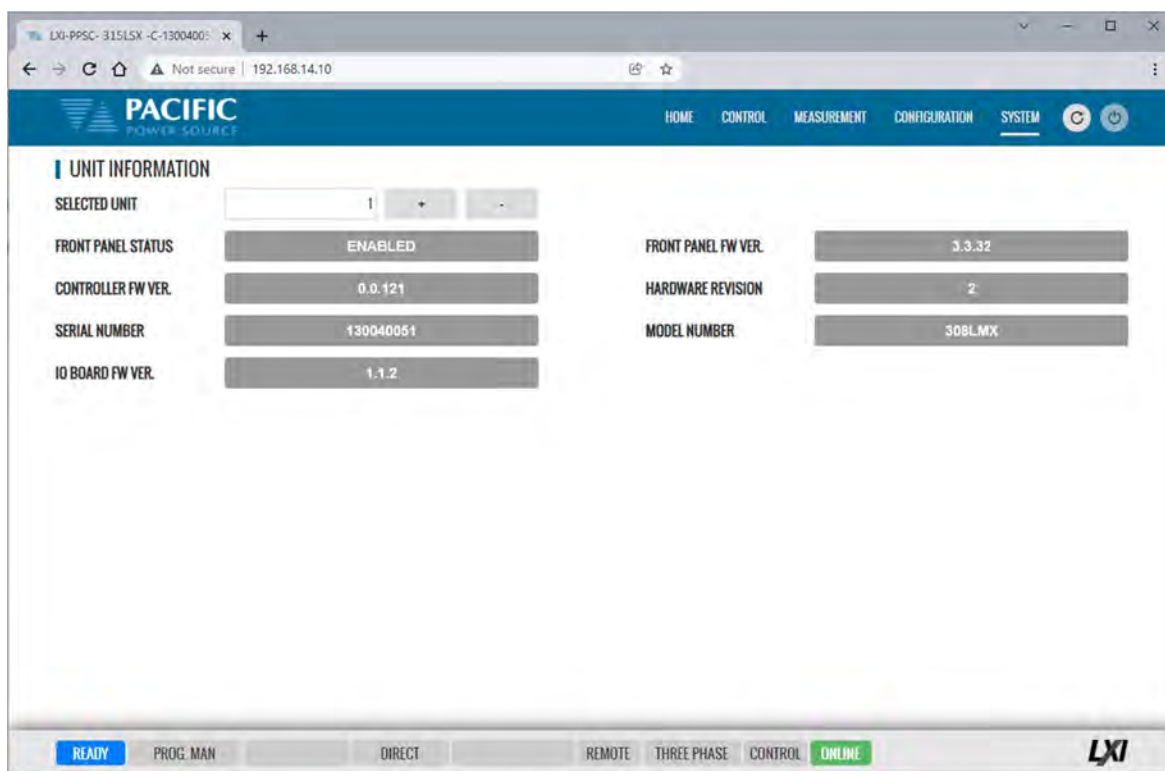 LXI-PPSC- 315LSX -C-1300400
Not secure 192.168.14.10
PACIFIC
POWER SOURCE
HOME CONTROL MEASUREMENT CONFIGURATION SYSTEM
UNIT INFORMATION
SELECTED UNIT 1 + -
FRONT PANEL STATUS ENABLED FRONT PANEL FW VER. 3.3.32
CONTROLLER FW VER. 0.0.121 HARDWARE REVISION 2
SERIAL NUMBER 130040051 MODEL NUMBER 308LMX
IO BOARD FW VER. 1.1.2
READY PROG. MAN DIRECT REMOTE THREE PHASE CONTROL ONLINE LXI